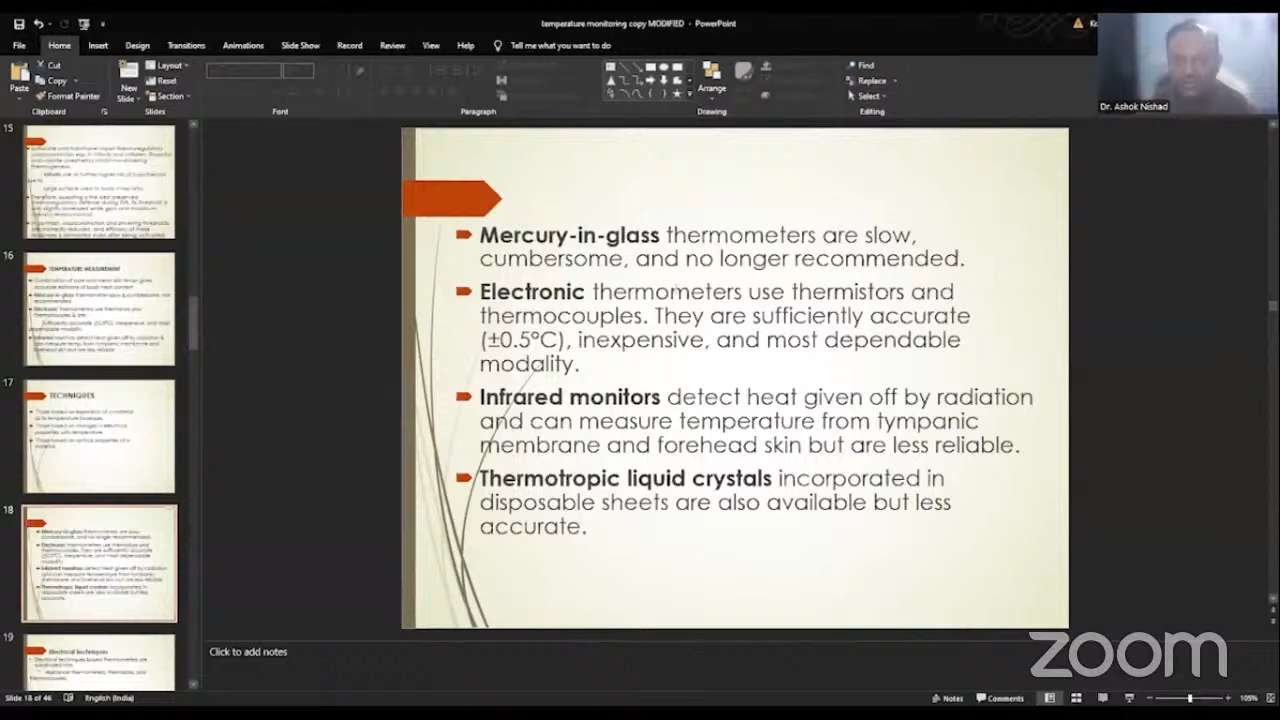 temperature monitoring copy MODIFIED - PowerPoint
File Home Insert Design Transitions Animations Slide Show Record Review View Help Tell me what you want to do
Cut
Copy
Format Painter
Paste
Clipboard
New
Slide
Layout
Reset
Section
Slides
Font
Paragraph
Arrange
Drawing
Find
Replace
Select
Editing
Dr. Ashok Nishad
15
16
TEMPERATURE MEASUREMENT
17
TECHNIQUES
18
19
Electrical techniques
Mercury-in-glass thermometers are slow,
cumbersome, and no longer recommended.
Electronic thermometers use themistors and
thermocouples. They are sufficiently accurate
(±0.5°C), inexpensive, and most dependable
modality.
Infrared monitors detect heat given off by radiation
and can measure temperature from tympanic
membrane and forehead skin but are less reliable.
Thermotropic liquid crystals incorporated in
disposable sheets are also available but less
accurate.
Click to add notes
zoom
Slide 18 of 46 English (India)
Notes Comments 105%